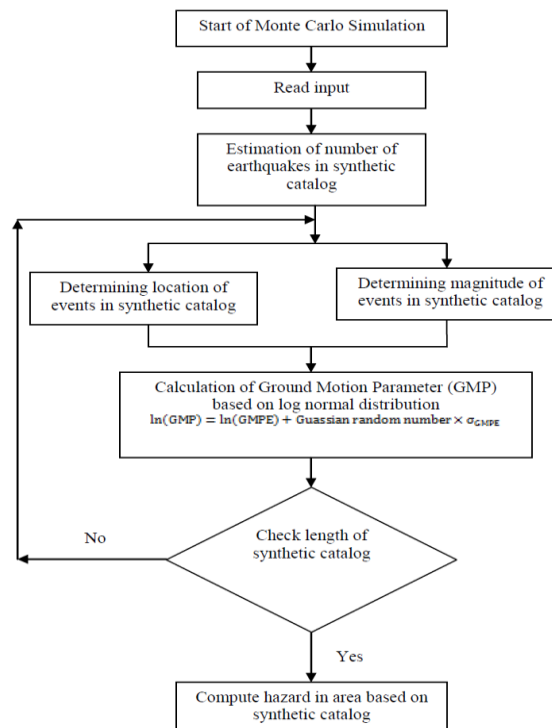 Start of Monte Carlo Simulation
Read input
Estimation of number of
earthquakes in synthetic
catalog
Determining location of
events in synthetic catalog
Determining magnitude of
events in synthetic catalog
Calculation of Ground Motion Parameter (GMP)
based on log normal distribution
ln(GMP) = ln(GMPE) + Guassian random number × σGMPE
Check length of
synthetic catalog
No
Yes
Compute hazard in area based on
synthetic catalog